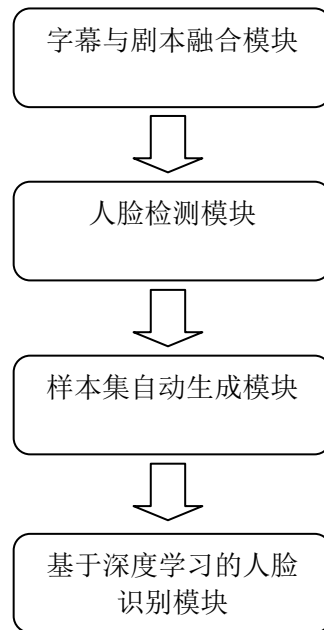 字幕与剧本融合模块
人脸检测模块
样本集自动生成模块
基于深度学习的人脸
识别模块